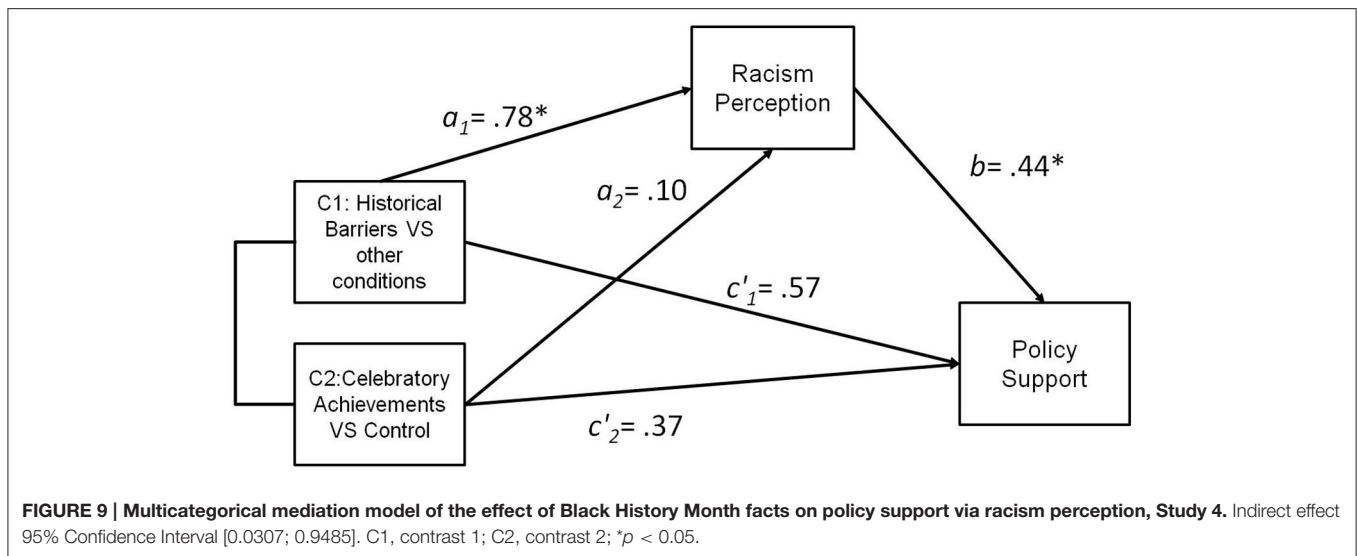 Racism
Perception
a1= .78*
a2= .10
b= .44*
C1: Historical
Barriers VS
other
conditions
c'1= .57
Policy
Support
C2:Celebratory
Achievements
VS Control
c'2= .37
FIGURE 9 | Multicategorical mediation model of the effect of Black History Month facts on policy support via racism perception, Study 4. Indirect effect
95% Confidence Interval [0.0307; 0.9485]. C1, contrast 1; C2, contrast 2; *p < 0.05.